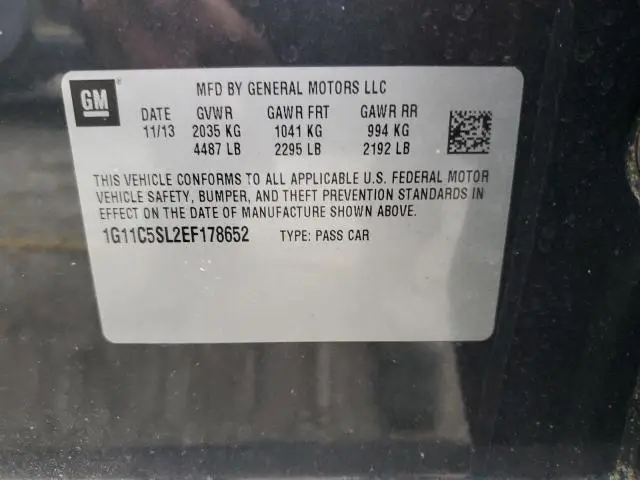 GM ®
MFD BY GENERAL MOTORS LLC
DATE GVWR GAWR FRT GAWR RR
11/13 2035 KG 1041 KG 994 KG
4487 LB 2295 LB 2192 LB
THIS VEHICLE CONFORMS TO ALL APPLICABLE U.S. FEDERAL MOTOR
VEHICLE SAFETY, BUMPER, AND THEFT PREVENTION STANDARDS IN
EFFECT ON THE DATE OF MANUFACTURE SHOWN ABOVE.
1G11C5SL2EF178652 TYPE: PASS CAR